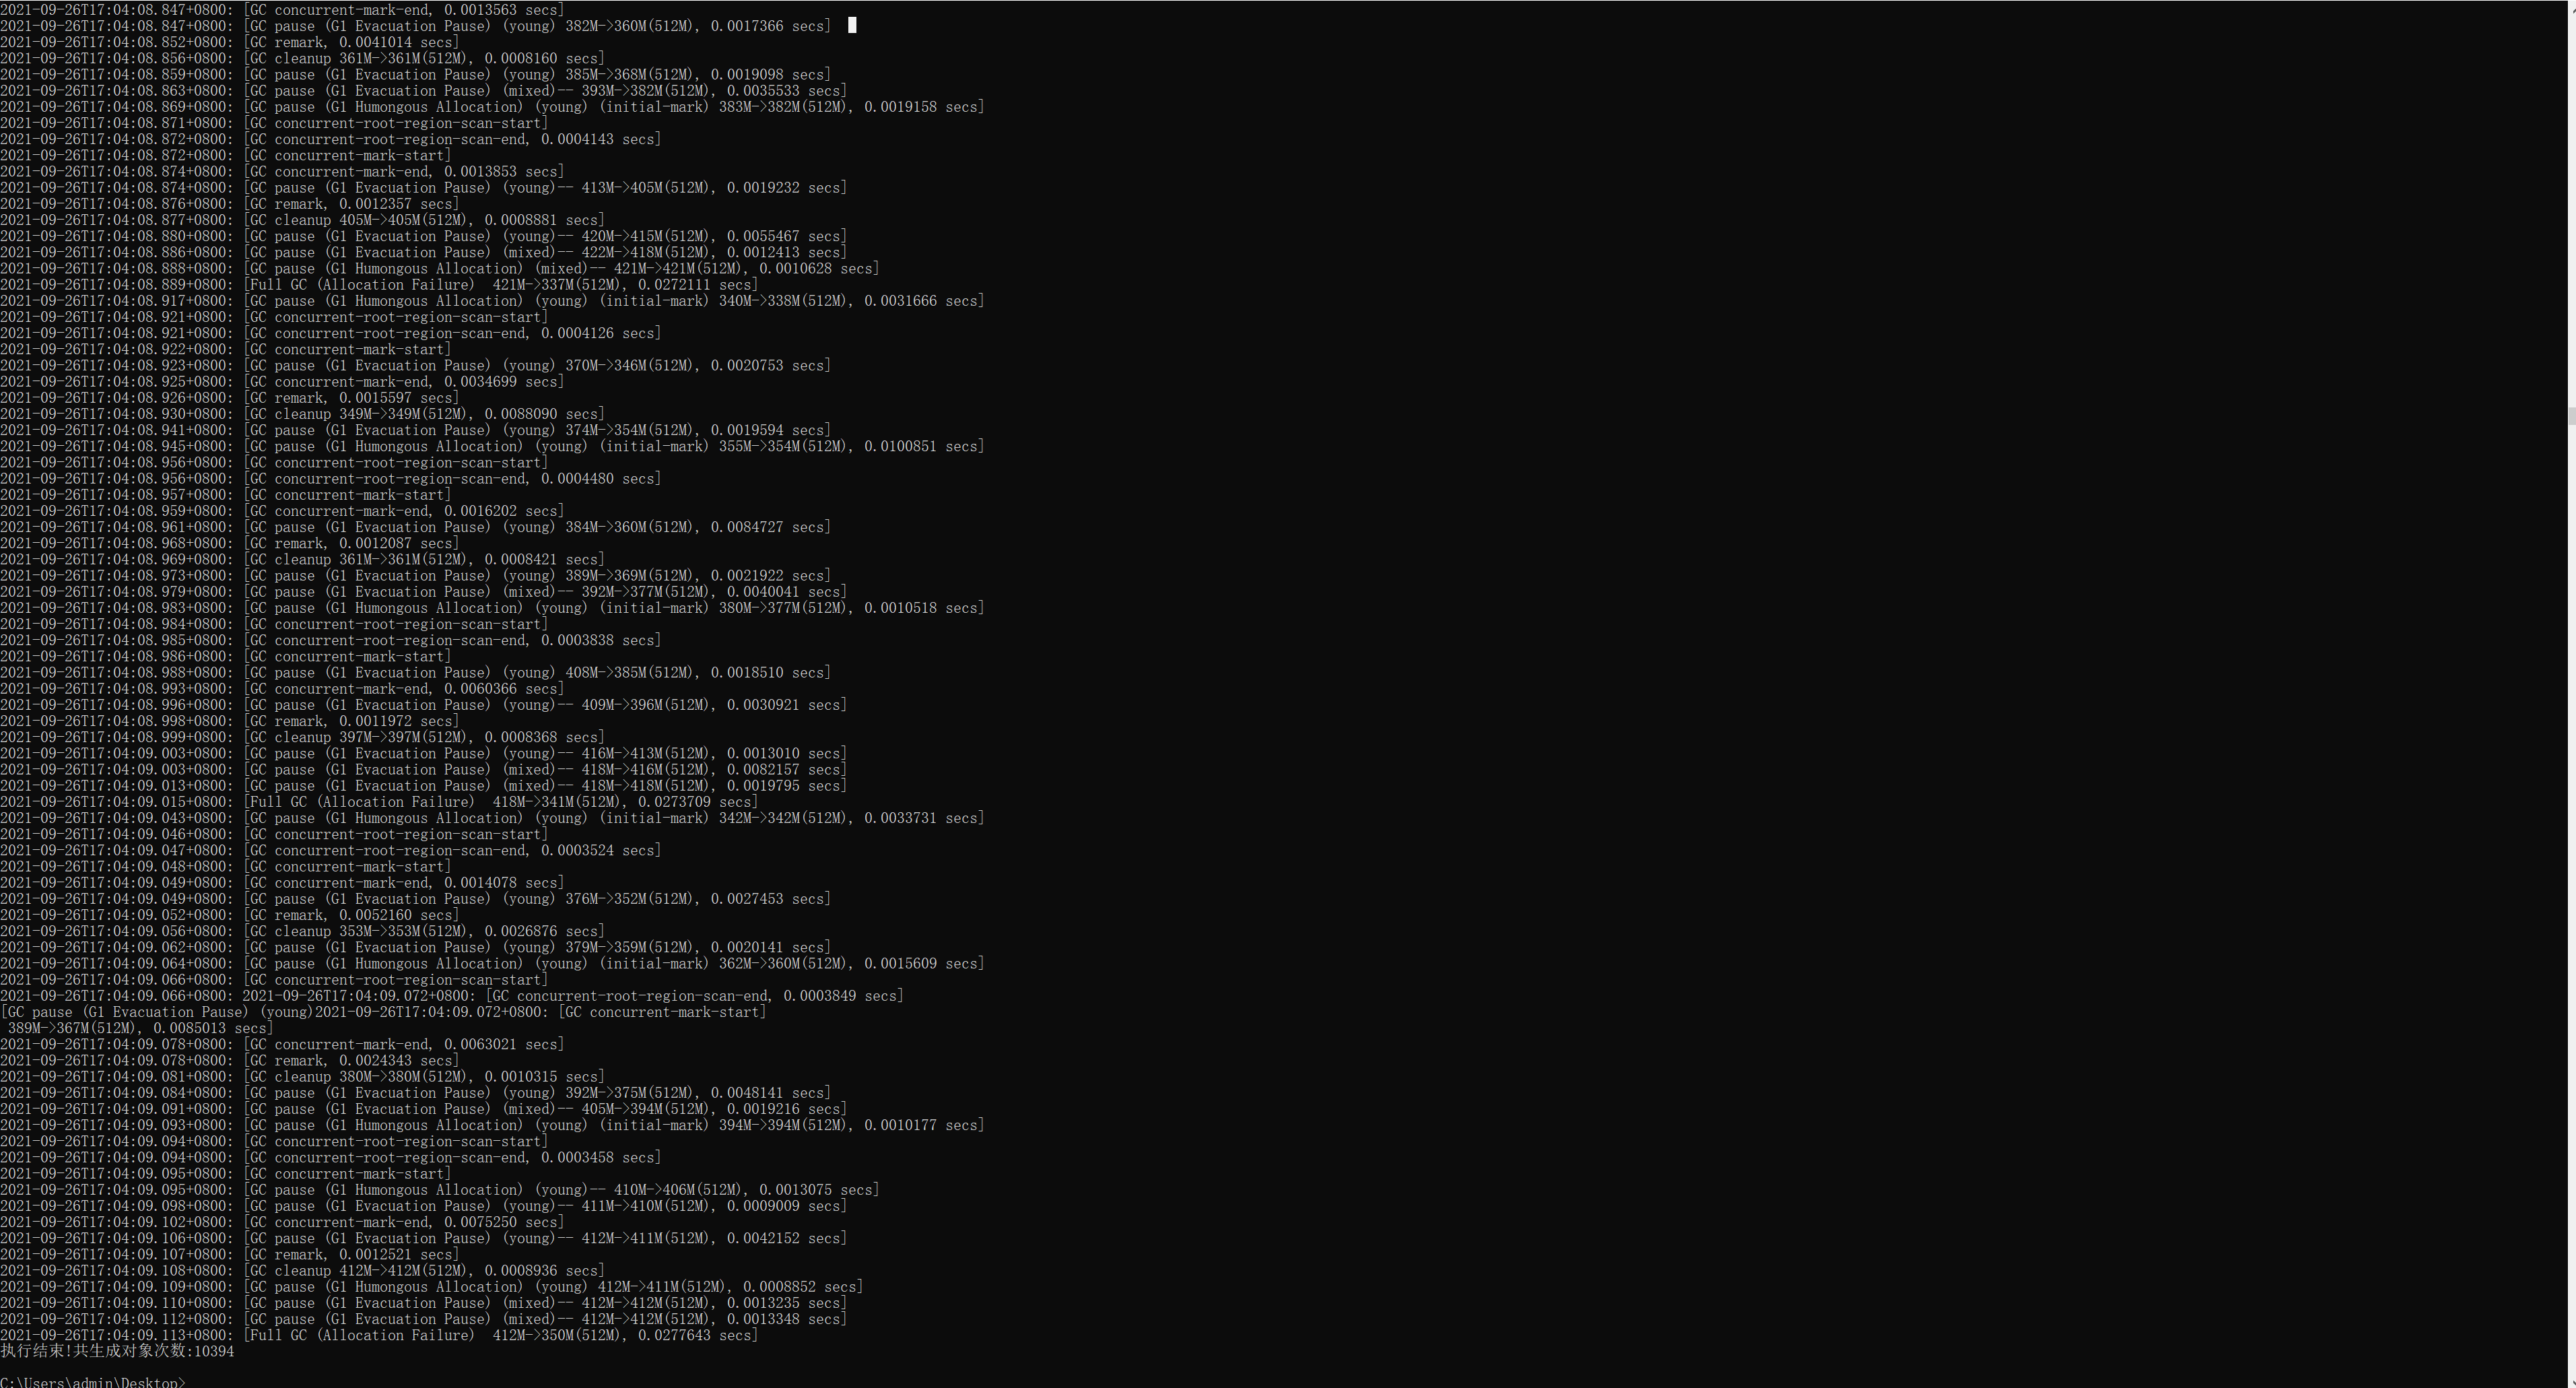 2021-09-26T17:04:08.847+0800: [GC concurrent-mark-end, 0.0013563 secs]
2021-09-26T17:04:08.847+0800: [GC pause (G1 Evacuation Pause) (young) 382M->360M(512M), 0.0017366 secs]
2021-09-26T17:04:08.852+0800: [GC remark, 0.0041014 secs]
2021-09-26T17:04:08.856+0800: [GC cleanup 361M->361M(512M), 0.0008160 secs]
2021-09-26T17:04:08.859+0800: [GC pause (G1 Evacuation Pause) (young) 385M->368M(512M), 0.0019098 secs]
2021-09-26T17:04:08.863+0800: [GC pause (G1 Evacuation Pause) (mixed)-- 393M->382M(512M), 0.0035533 secs]
2021-09-26T17:04:08.869+0800: [GC pause (G1 Humongous Allocation) (young) (initial-mark) 383M->382M(512M), 0.0019158 secs]
2021-09-26T17:04:08.871+0800: [GC concurrent-root-region-scan-start]
2021-09-26T17:04:08.872+0800: [GC concurrent-root-region-scan-end, 0.0004143 secs]
2021-09-26T17:04:08.872+0800: [GC concurrent-mark-start]
2021-09-26T17:04:08.874+0800: [GC concurrent-mark-end, 0.0013853 secs]
2021-09-26T17:04:08.874+0800: [GC pause (G1 Evacuation Pause) (young)-- 413M->405M(512M), 0.0019232 secs]
2021-09-26T17:04:08.876+0800: [GC remark, 0.0012357 secs]
2021-09-26T17:04:08.877+0800: [GC cleanup 405M->405M(512M), 0.0008881 secs]
2021-09-26T17:04:08.880+0800: [GC pause (G1 Evacuation Pause) (young)-- 420M->415M(512M), 0.0055467 secs]
2021-09-26T17:04:08.886+0800: [GC pause (G1 Evacuation Pause) (mixed)-- 422M->418M(512M), 0.0012413 secs]
2021-09-26T17:04:08.888+0800: [GC pause (G1 Humongous Allocation) (mixed)-- 421M->421M(512M), 0.0010628 secs]
2021-09-26T17:04:08.889+0800: [Full GC (Allocation Failure)  421M->337M(512M), 0.0272111 secs]
2021-09-26T17:04:08.917+0800: [GC pause (G1 Humongous Allocation) (young) (initial-mark) 340M->338M(512M), 0.0031666 secs]
2021-09-26T17:04:08.921+0800: [GC concurrent-root-region-scan-start]
2021-09-26T17:04:08.921+0800: [GC concurrent-root-region-scan-end, 0.0004126 secs]
2021-09-26T17:04:08.922+0800: [GC concurrent-mark-start]
2021-09-26T17:04:08.923+0800: [GC pause (G1 Evacuation Pause) (young) 370M->346M(512M), 0.0020753 secs]
2021-09-26T17:04:08.925+0800: [GC concurrent-mark-end, 0.0034699 secs]
2021-09-26T17:04:08.926+0800: [GC remark, 0.0015597 secs]
2021-09-26T17:04:08.930+0800: [GC cleanup 349M->349M(512M), 0.0088090 secs]
2021-09-26T17:04:08.941+0800: [GC pause (G1 Evacuation Pause) (young) 374M->354M(512M), 0.0019594 secs]
2021-09-26T17:04:08.945+0800: [GC pause (G1 Humongous Allocation) (young) (initial-mark) 355M->354M(512M), 0.0100851 secs]
2021-09-26T17:04:08.956+0800: [GC concurrent-root-region-scan-start]
2021-09-26T17:04:08.956+0800: [GC concurrent-root-region-scan-end, 0.0004480 secs]
2021-09-26T17:04:08.957+0800: [GC concurrent-mark-start]
2021-09-26T17:04:08.959+0800: [GC concurrent-mark-end, 0.0016202 secs]
2021-09-26T17:04:08.961+0800: [GC pause (G1 Evacuation Pause) (young) 384M->360M(512M), 0.0084727 secs]
2021-09-26T17:04:08.968+0800: [GC remark, 0.0012087 secs]
2021-09-26T17:04:08.969+0800: [GC cleanup 361M->361M(512M), 0.0008421 secs]
2021-09-26T17:04:08.973+0800: [GC pause (G1 Evacuation Pause) (young) 389M->369M(512M), 0.0021922 secs]
2021-09-26T17:04:08.979+0800: [GC pause (G1 Evacuation Pause) (mixed)-- 392M->377M(512M), 0.0040041 secs]
2021-09-26T17:04:08.983+0800: [GC pause (G1 Humongous Allocation) (young) (initial-mark) 380M->377M(512M), 0.0010518 secs]
2021-09-26T17:04:08.984+0800: [GC concurrent-root-region-scan-start]
2021-09-26T17:04:08.985+0800: [GC concurrent-root-region-scan-end, 0.0003838 secs]
2021-09-26T17:04:08.986+0800: [GC concurrent-mark-start]
2021-09-26T17:04:08.988+0800: [GC pause (G1 Evacuation Pause) (young) 408M->385M(512M), 0.0018510 secs]
2021-09-26T17:04:08.993+0800: [GC concurrent-mark-end, 0.0060366 secs]
2021-09-26T17:04:08.996+0800: [GC pause (G1 Evacuation Pause) (young)-- 409M->396M(512M), 0.0030921 secs]
2021-09-26T17:04:08.998+0800: [GC remark, 0.0011972 secs]
2021-09-26T17:04:08.999+0800: [GC cleanup 397M->397M(512M), 0.0008368 secs]
2021-09-26T17:04:09.003+0800: [GC pause (G1 Evacuation Pause) (young)-- 416M->413M(512M), 0.0013010 secs]
2021-09-26T17:04:09.003+0800: [GC pause (G1 Evacuation Pause) (mixed)-- 418M->416M(512M), 0.0082157 secs]
2021-09-26T17:04:09.013+0800: [GC pause (G1 Evacuation Pause) (mixed)-- 418M->418M(512M), 0.0019795 secs]
2021-09-26T17:04:09.015+0800: [Full GC (Allocation Failure)  418M->341M(512M), 0.0273709 secs]
2021-09-26T17:04:09.043+0800: [GC pause (G1 Humongous Allocation) (young) (initial-mark) 342M->342M(512M), 0.0033731 secs]
2021-09-26T17:04:09.046+0800: [GC concurrent-root-region-scan-start]
2021-09-26T17:04:09.047+0800: [GC concurrent-root-region-scan-end, 0.0003524 secs]
2021-09-26T17:04:09.048+0800: [GC concurrent-mark-start]
2021-09-26T17:04:09.049+0800: [GC concurrent-mark-end, 0.0014078 secs]
2021-09-26T17:04:09.049+0800: [GC pause (G1 Evacuation Pause) (young) 376M->352M(512M), 0.0027453 secs]
2021-09-26T17:04:09.052+0800: [GC remark, 0.0052160 secs]
2021-09-26T17:04:09.056+0800: [GC cleanup 353M->353M(512M), 0.0026876 secs]
2021-09-26T17:04:09.062+0800: [GC pause (G1 Evacuation Pause) (young) 379M->359M(512M), 0.0020141 secs]
2021-09-26T17:04:09.064+0800: [GC pause (G1 Humongous Allocation) (young) (initial-mark) 362M->360M(512M), 0.0015609 secs]
2021-09-26T17:04:09.066+0800: [GC concurrent-root-region-scan-start]
2021-09-26T17:04:09.066+0800: 2021-09-26T17:04:09.072+0800: [GC concurrent-root-region-scan-end, 0.0003849 secs]
[GC pause (G1 Evacuation Pause) (young)2021-09-26T17:04:09.072+0800: [GC concurrent-mark-start]
 389M->367M(512M), 0.0085013 secs]
2021-09-26T17:04:09.078+0800: [GC concurrent-mark-end, 0.0063021 secs]
2021-09-26T17:04:09.078+0800: [GC remark, 0.0024343 secs]
2021-09-26T17:04:09.081+0800: [GC cleanup 380M->380M(512M), 0.0010315 secs]
2021-09-26T17:04:09.084+0800: [GC pause (G1 Evacuation Pause) (young) 392M->375M(512M), 0.0048141 secs]
2021-09-26T17:04:09.091+0800: [GC pause (G1 Evacuation Pause) (mixed)-- 405M->394M(512M), 0.0019216 secs]
2021-09-26T17:04:09.093+0800: [GC pause (G1 Humongous Allocation) (young) (initial-mark) 394M->394M(512M), 0.0010177 secs]
2021-09-26T17:04:09.094+0800: [GC concurrent-root-region-scan-start]
2021-09-26T17:04:09.094+0800: [GC concurrent-root-region-scan-end, 0.0003458 secs]
2021-09-26T17:04:09.095+0800: [GC concurrent-mark-start]
2021-09-26T17:04:09.095+0800: [GC pause (G1 Humongous Allocation) (young)-- 410M->406M(512M), 0.0013075 secs]
2021-09-26T17:04:09.098+0800: [GC pause (G1 Evacuation Pause) (young)-- 411M->410M(512M), 0.0009009 secs]
2021-09-26T17:04:09.102+0800: [GC concurrent-mark-end, 0.0075250 secs]
2021-09-26T17:04:09.106+0800: [GC pause (G1 Evacuation Pause) (young)-- 412M->411M(512M), 0.0042152 secs]
2021-09-26T17:04:09.107+0800: [GC remark, 0.0012521 secs]
2021-09-26T17:04:09.108+0800: [GC cleanup 412M->412M(512M), 0.0008936 secs]
2021-09-26T17:04:09.109+0800: [GC pause (G1 Humongous Allocation) (young) 412M->411M(512M), 0.0008852 secs]
2021-09-26T17:04:09.110+0800: [GC pause (G1 Evacuation Pause) (mixed)-- 412M->412M(512M), 0.0013235 secs]
2021-09-26T17:04:09.112+0800: [GC pause (G1 Evacuation Pause) (mixed)-- 412M->412M(512M), 0.0013348 secs]
2021-09-26T17:04:09.113+0800: [Full GC (Allocation Failure)  412M->350M(512M), 0.0277643 secs]
执行结束!共生成对象次数:10394
C:\Users\admin\Desktop>